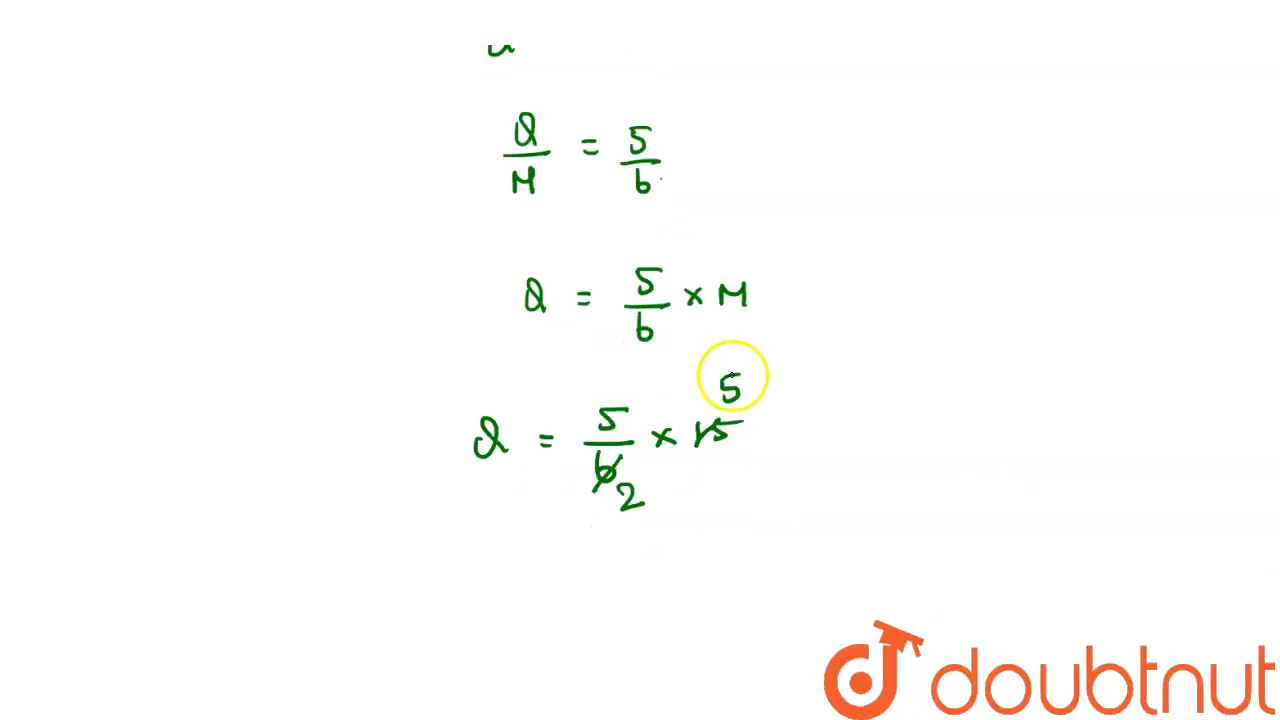 Q/M = 5/6
Q = 5/6 × M
5
Q = 5/6 × 15
2
doubtnut